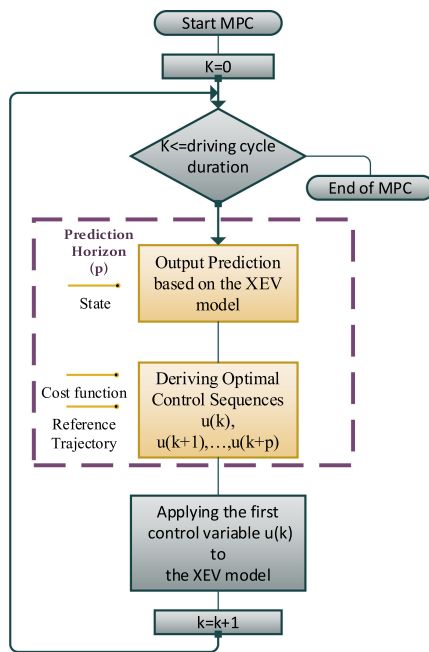 Start MPC
K=0
K<=driving cycle
duration
End of MPC
Prediction
Horizon
(p)
State
Output Prediction
based on the XEV
model
Cost function
Reference
Trajectory
Deriving Optimal
Control Sequences
u(k),
u(k+1),...,u(k+p)
Applying the first
control variable u(k)
to
the XEV model
k=k+1